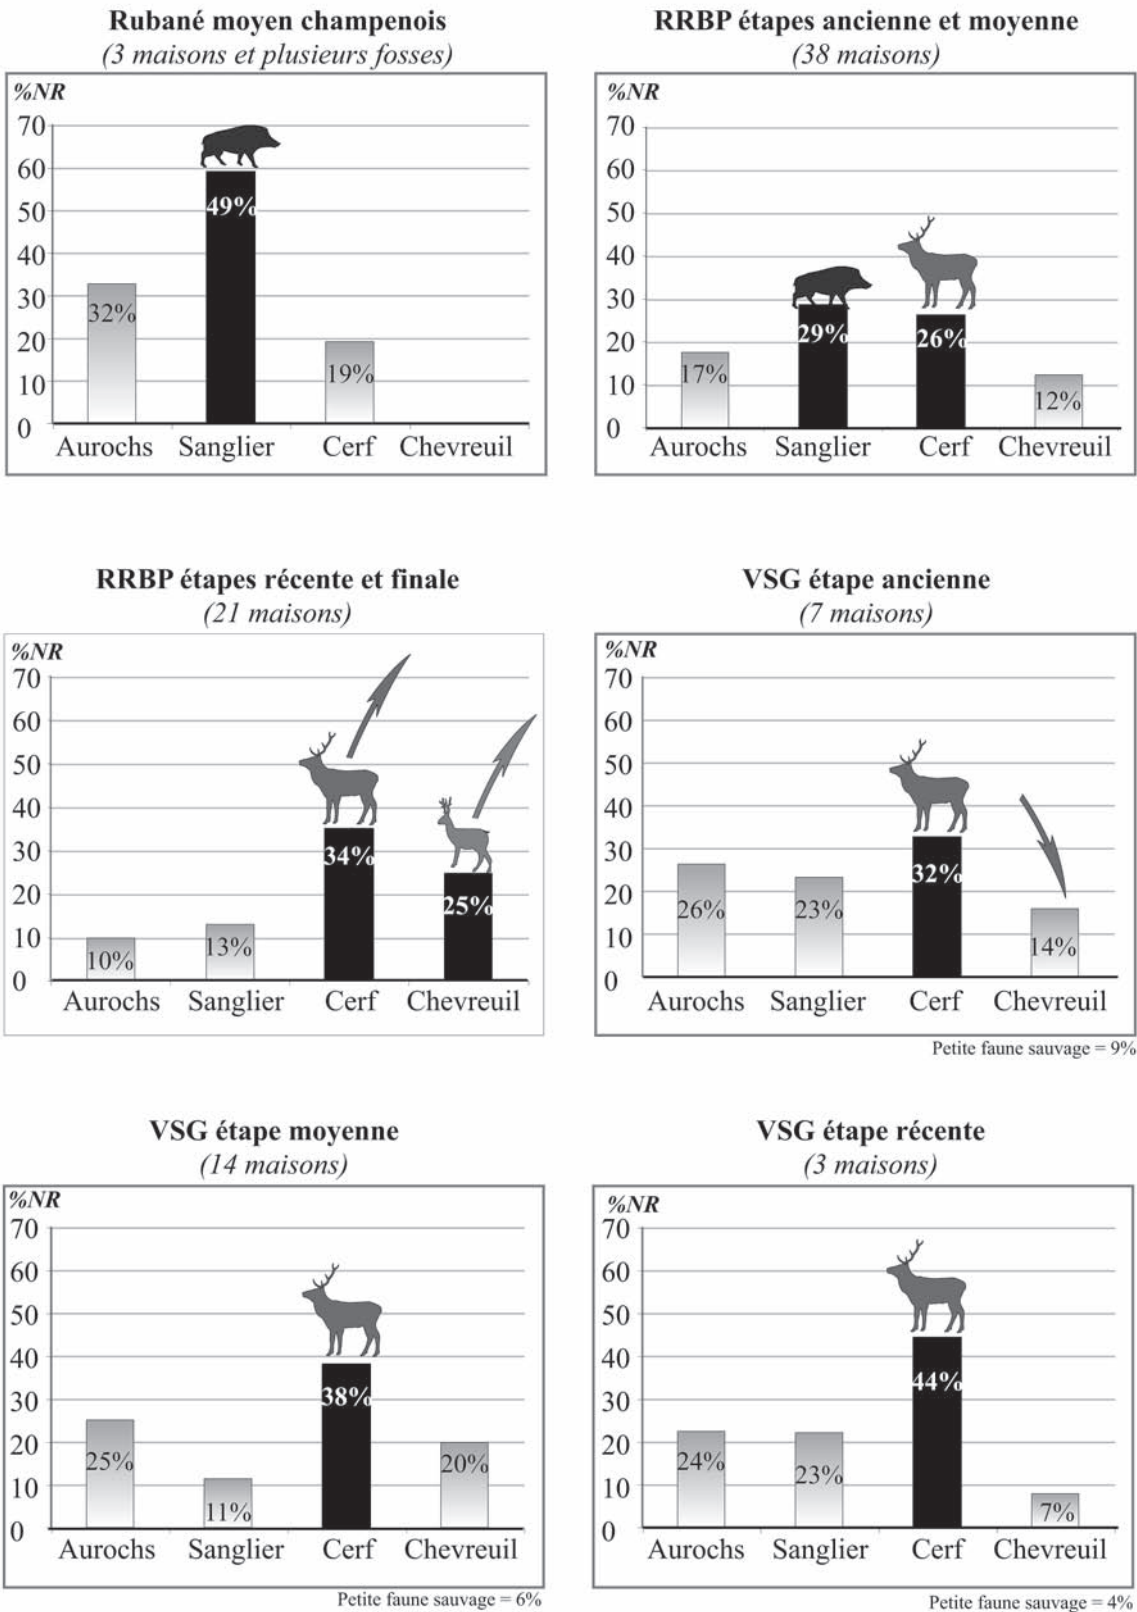 Rubané moyen champenois
(3 maisons et plusieurs fosses)
%NR
70
60
50
40
30
20
10
0
49%
32%
19%
Aurochs Sanglier Cerf Chevreuil
RRBP étapes ancienne et moyenne
(38 maisons)
%NR
70
60
50
40
30
20
10
0
17%
29%
26%
12%
Aurochs Sanglier Cerf Chevreuil
RRBP étapes récente et finale
(21 maisons)
%NR
70
60
50
40
30
20
10
0
10%
13%
34%
25%
Aurochs Sanglier Cerf Chevreuil
VSG étape ancienne
(7 maisons)
%NR
70
60
50
40
30
20
10
0
26%
23%
32%
14%
Aurochs Sanglier Cerf Chevreuil
Petite faune sauvage = 9%
VSG étape moyenne
(14 maisons)
%NR
70
60
50
40
30
20
10
0
25%
11%
38%
20%
Aurochs Sanglier Cerf Chevreuil
Petite faune sauvage = 6%
VSG étape récente
(3 maisons)
%NR
70
60
50
40
30
20
10
0
24%
23%
44%
7%
Aurochs Sanglier Cerf Chevreuil
Petite faune sauvage = 4%